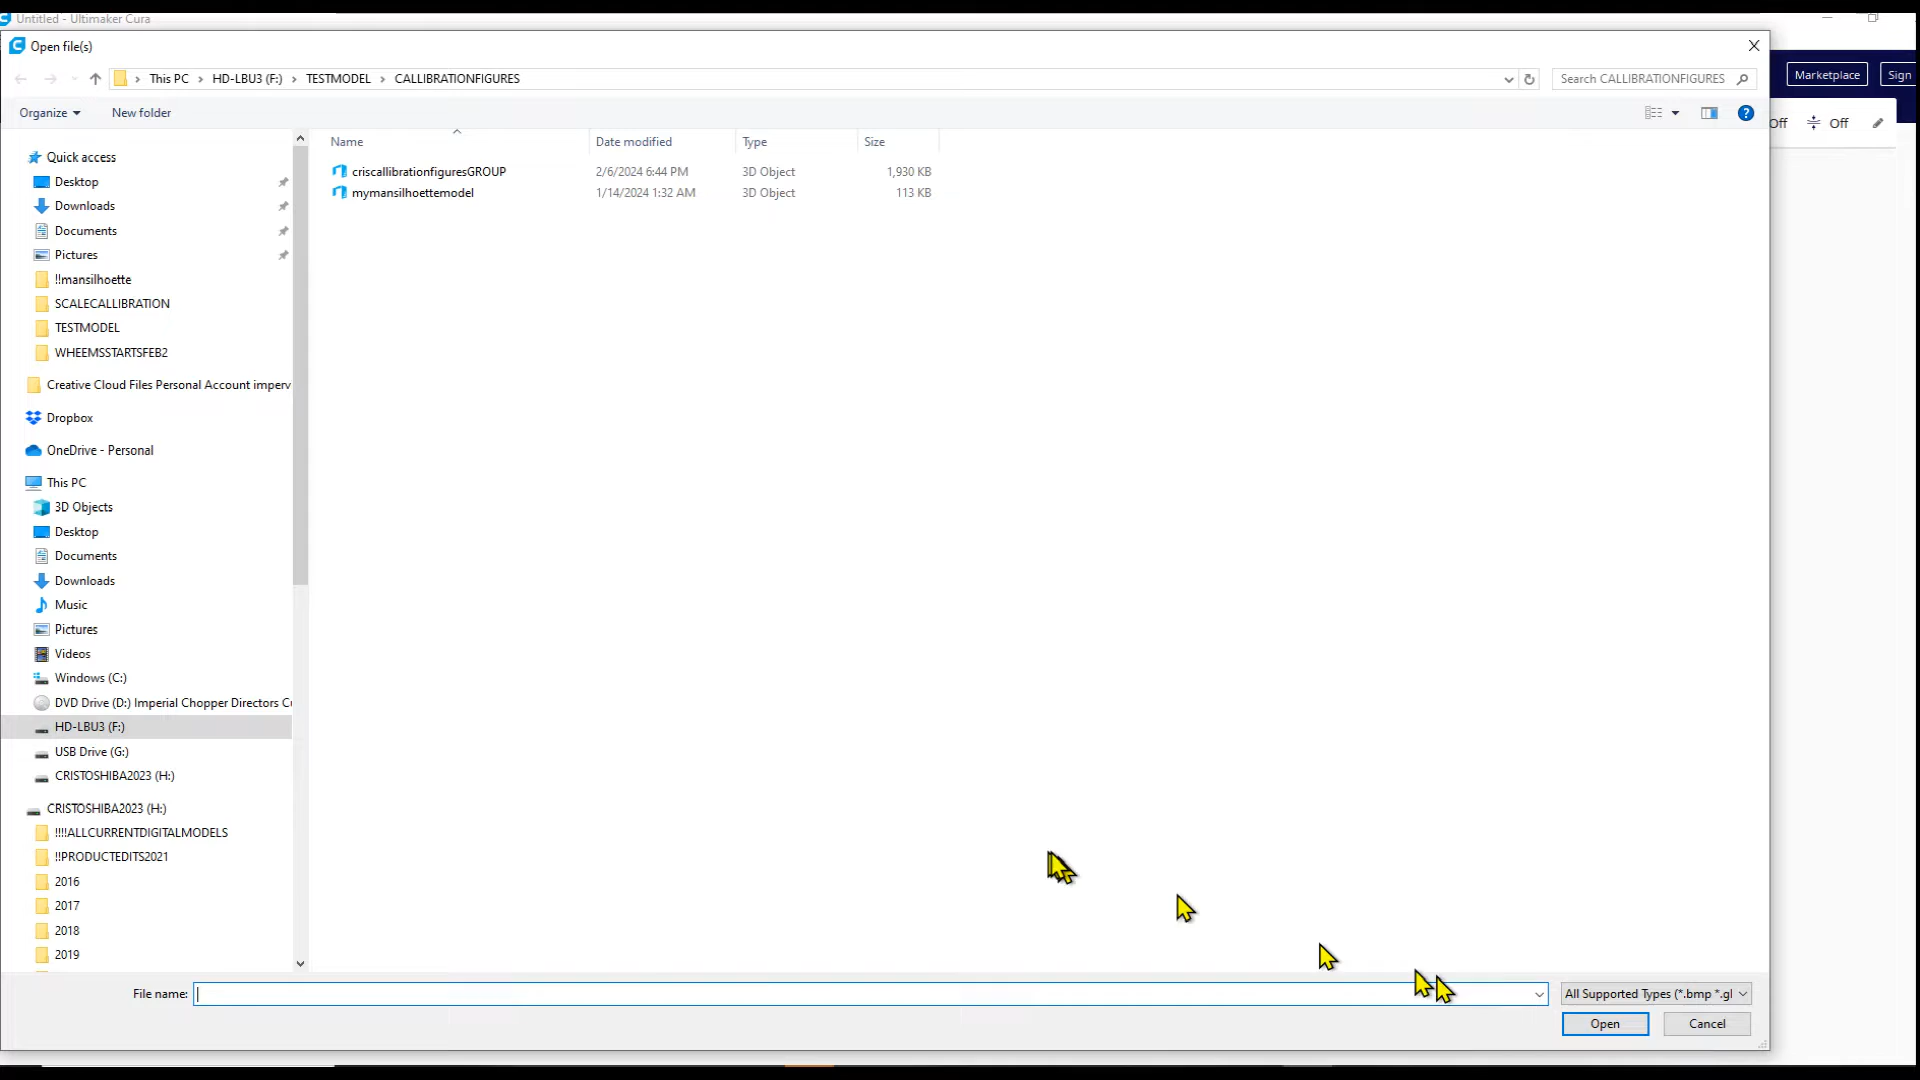 Untitled - Ultimaker Cura
Open file(s)
This PC > HD-LBU3 (F:) > TESTMODEL > CALLIBRATIONFIGURES
Search CALLIBRATIONFIGURES
Marketplace
Sign
Organize
New folder
Off
Off
Name
Date modified
Type
Size
criscallibrationfiguresGROUP 2/6/2024 6:44 PM 3D Object 1,930 KB
mymansilhoettemodel 1/14/2024 1:32 AM 3D Object 113 KB
Quick access
Desktop
Downloads
Documents
Pictures
!!mansilhoette
SCALECALLIBRATION
TESTMODEL
WHEEMSSTARTSFEB2
Creative Cloud Files Personal Account imperv
Dropbox
OneDrive - Personal
This PC
3D Objects
Desktop
Documents
Downloads
Music
Pictures
Videos
Windows (C:)
DVD Drive (D:) Imperial Chopper Directors Cu
HD-LBU3 (F:)
USB Drive (G:)
CRISTOSHIBA2023 (H:)
CRISTOSHIBA2023 (H:)
!!!!ALLCURRENTDIGITALMODELS
!!PRODUCTEDITS2021
2016
2017
2018
2019
File name:
All Supported Types (*.bmp *.gl
Open
Cancel